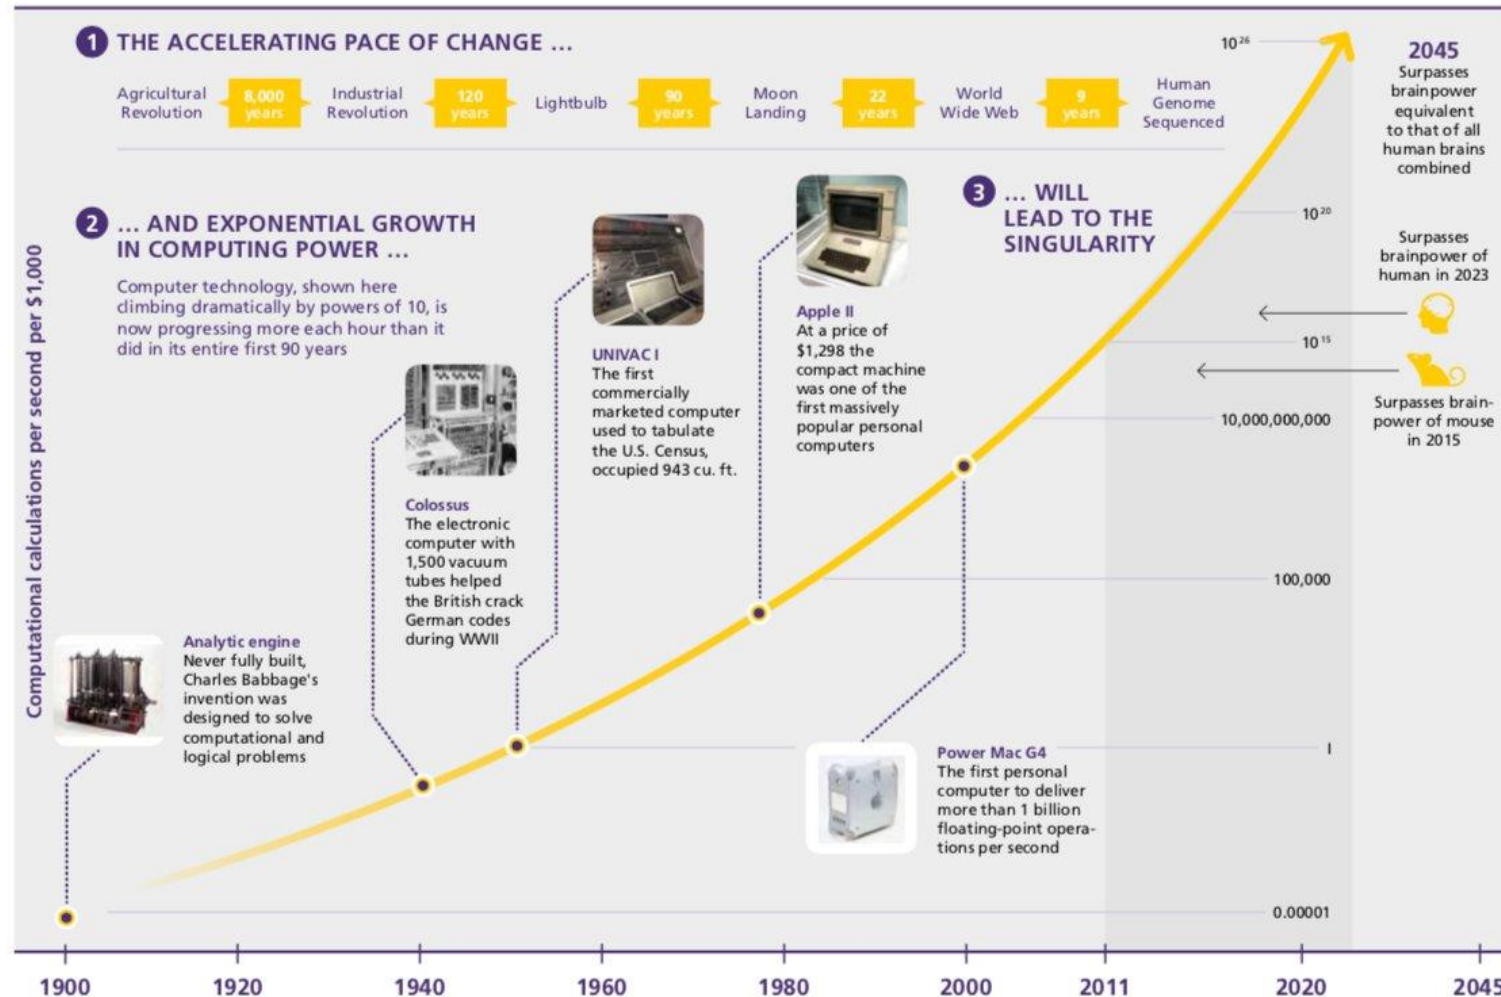 1 THE ACCELERATING PACE OF CHANGE ...
Agricultural
Revolution
8,000
years
Industrial
Revolution
120
years
Lightbulb
90
years
Moon
Landing
22
years
World
Wide Web
9
years
Human
Genome
Sequenced
2 ... AND EXPONENTIAL GROWTH
IN COMPUTING POWER ...
Computer technology, shown here
climbing dramatically by powers of 10, is
now progressing more each hour than it
did in its entire first 90 years
3 ... WILL
LEAD TO THE
SINGULARITY
Computational calculations per second per $1,000
Analytic engine
Never fully built,
Charles Babbage's
invention was
designed to solve
computational and
logical problems
Colossus
The electronic
computer with
1,500 vacuum
tubes helped
the British crack
German codes
during WWII
UNIVAC I
The first
commercially
marketed computer
used to tabulate
the U.S. Census,
occupied 943 cu. ft.
Apple II
At a price of
$1,298 the
compact machine
was one of the
first massively
popular personal
computers
Power Mac G4
The first personal
computer to deliver
more than 1 billion
floating-point opera-
tions per second
10²⁶
10²⁰
10¹⁵
10,000,000,000
100,000
I
0.00001
2045
Surpasses
brainpower
equivalent
to that of all
human brains
combined
Surpasses
brainpower of
human in 2023
Surpasses brain-
power of mouse
in 2015
1900 1920 1940 1960 1980 2000 2011 2020 2045